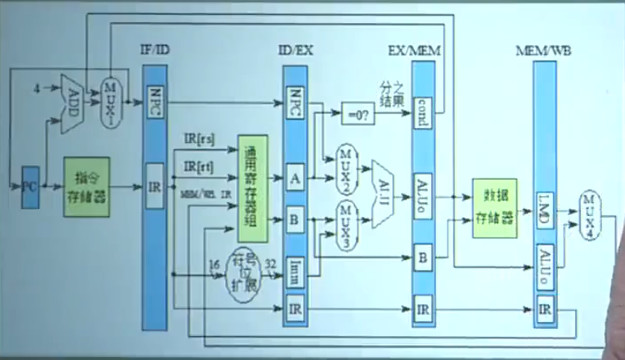 IF/ID
ID/EX
EX/MEM
MEM/WB
4
ADD
MUX1
NPC
NPC
=0?
分之
结果
cond
PC
指令
存储器
IR
IR[rs]
IR[rt]
MEM/WB.IR
通用寄存器组
A
B
MUX2
MUX3
ALU
ALUo
数据
存储器
LMD
MUX4
16
符号
位
扩展
32
Imm
B
ALUo
IR
IR
IR